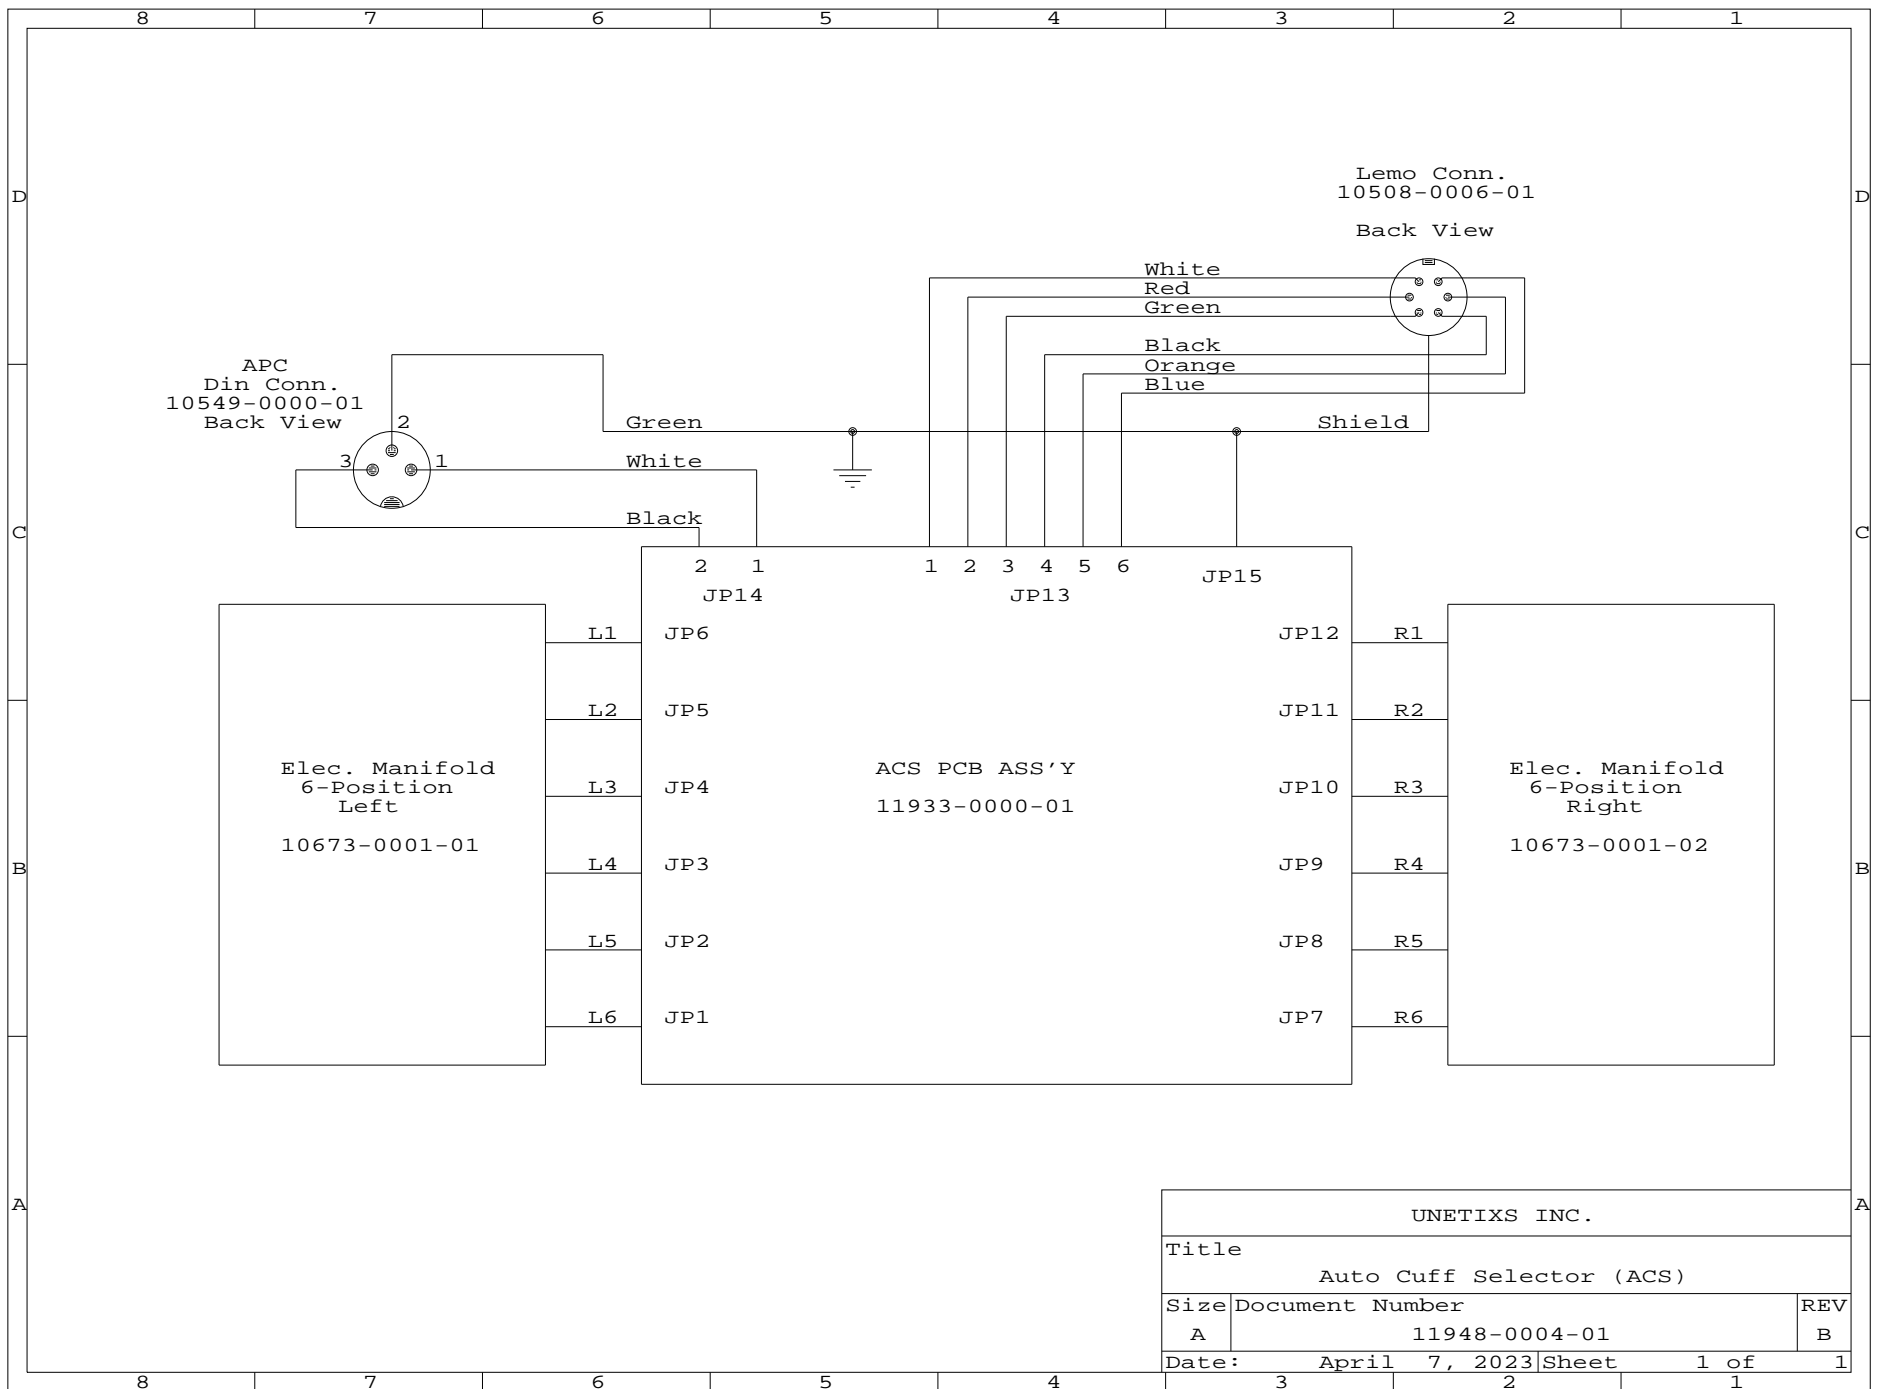 8 7 6 5 4 3 2 1
D
D
Lemo Conn.
10508-0006-01
Back View
White
Red
Green
Black
Orange
Blue
Shield
APC
Din Conn.
10549-0000-01
Back View
2
3
1
Green
White
Black
C
C
2 1
1 2 3 4 5 6
JP15
JP14
JP13
L1 JP6
JP12 R1
L2 JP5
JP11 R2
Elec. Manifold
6-Position
Left
10673-0001-01
ACS PCB ASS'Y
11933-0000-01
Elec. Manifold
6-Position
Right
10673-0001-02
L3 JP4
JP10 R3
B
B
L4 JP3
JP9 R4
L5 JP2
JP8 R5
L6 JP1
JP7 R6
A
A
UNETIXS INC.
Title
Auto Cuff Selector (ACS)
Size Document Number REV
A 11948-0004-01 B
Date: April 7, 2023 Sheet 1 of 1
8 7 6 5 4 3 2 1